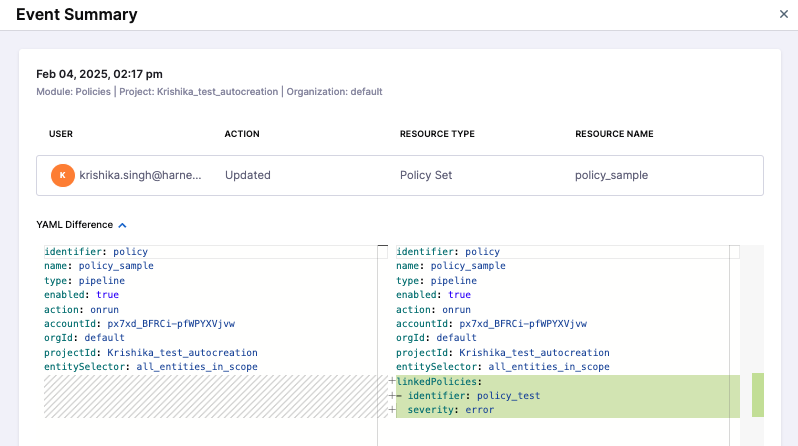 Event Summary
Feb 04, 2025, 02:17 pm
Module: Policies | Project: Krishika_test_autocreation | Organization: default
USER ACTION RESOURCE TYPE RESOURCE NAME
K krishika.singh@harne... Updated Policy Set policy_sample
YAML Difference
identifier: policy
name: policy_sample
type: pipeline
enabled: true
action: onrun
accountId: px7xd_BFRCi-pfWPYXVjvw
orgId: default
projectId: Krishika_test_autocreation
entitySelector: all_entities_in_scope
identifier: policy
name: policy_sample
type: pipeline
enabled: true
action: onrun
accountId: px7xd_BFRCi-pfWPYXVjvw
orgId: default
projectId: Krishika_test_autocreation
entitySelector: all_entities_in_scope
+linkedPolicies:
+- identifier: policy_test
+  severity: error